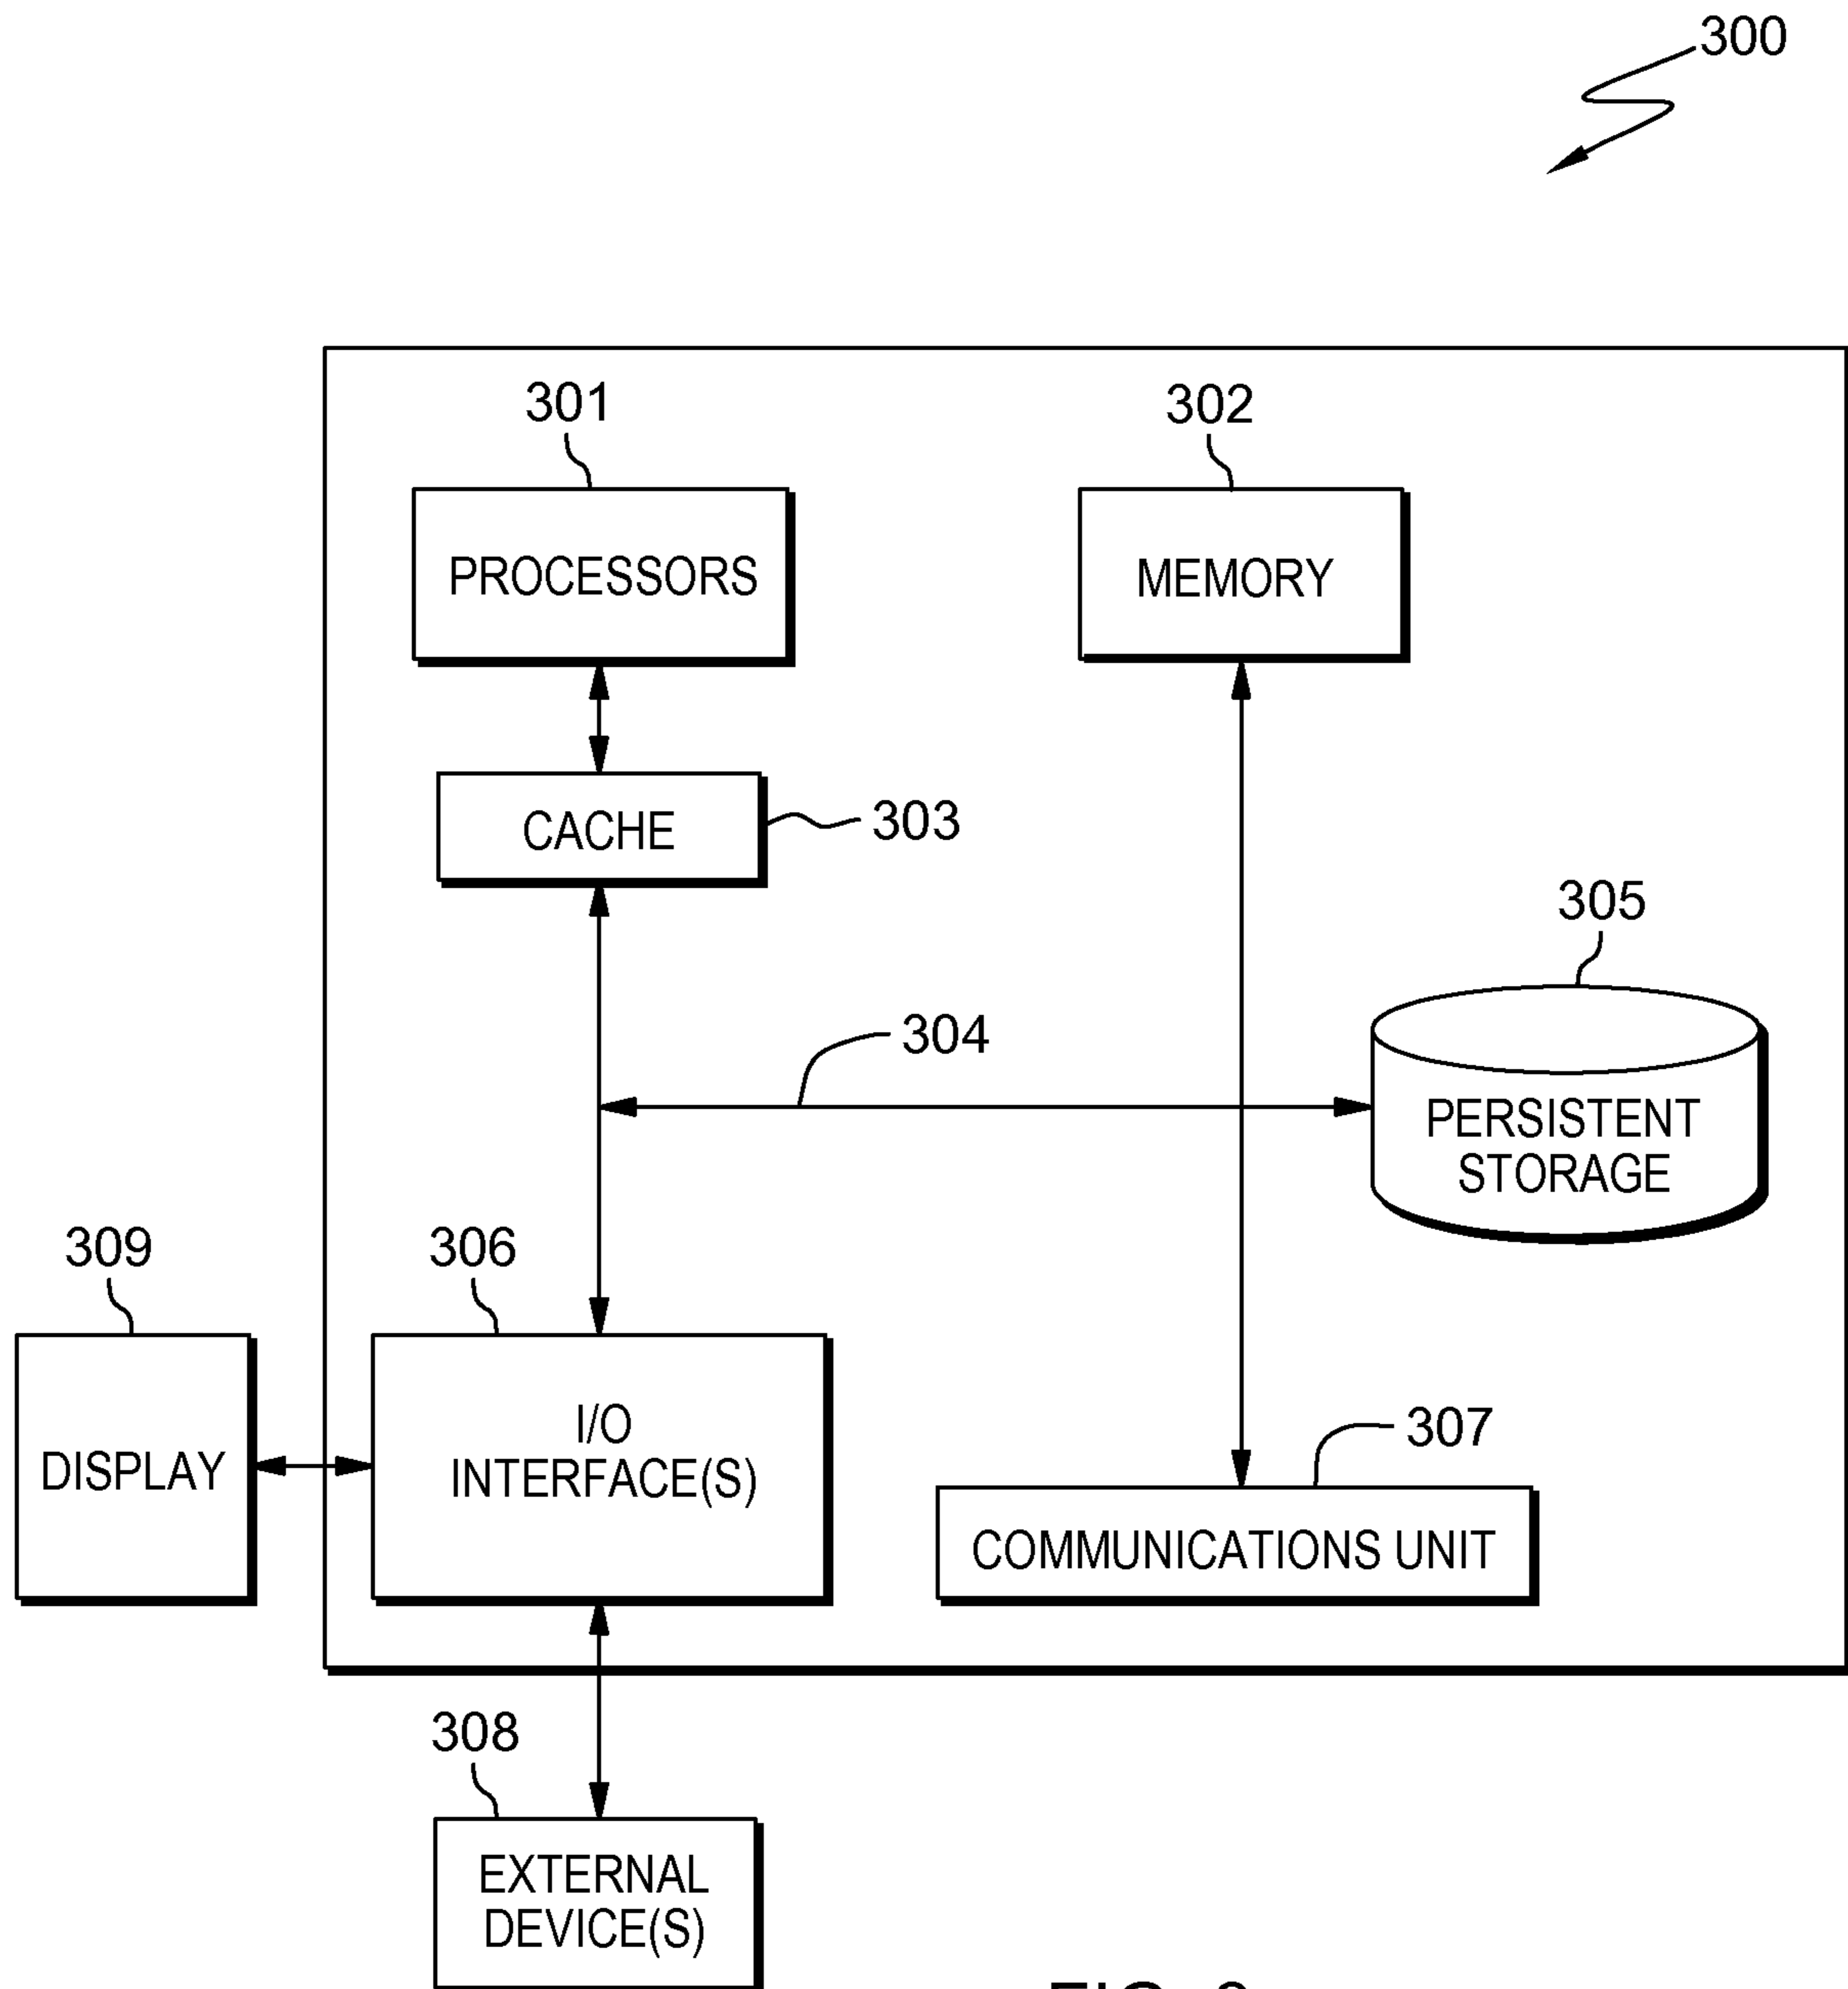 300
301
302
PROCESSORS
MEMORY
CACHE
303
305
304
PERSISTENT
STORAGE
309
306
307
DISPLAY
I/O
INTERFACE(S)
COMMUNICATIONS UNIT
308
EXTERNAL
DEVICE(S)
FIG.